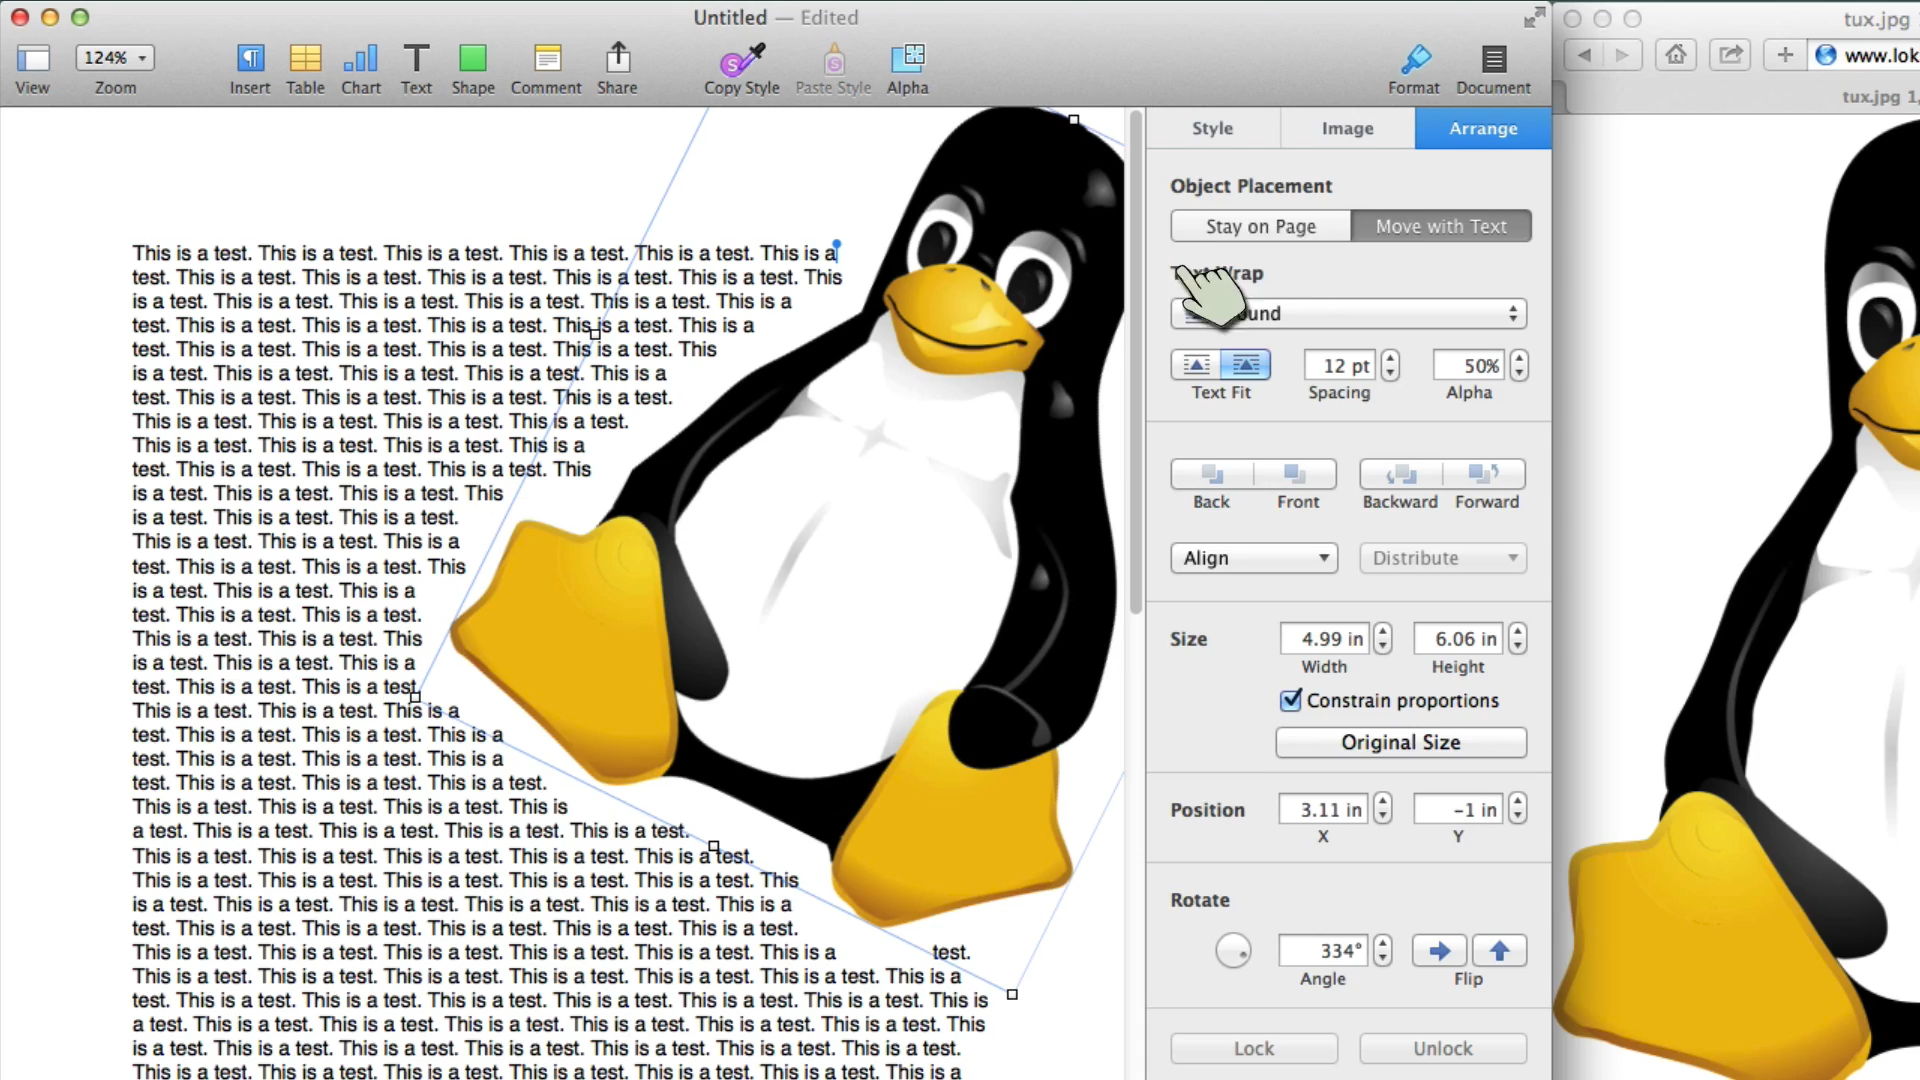 Untitled — Edited
tux.jpg
124%
www.lok
View
Zoom
Insert
Table
Chart
Text
Shape
Comment
Share
Copy Style
Paste Style
Alpha
Format
Document
tux.jpg 1,
Style
Image
Arrange
Object Placement
Stay on Page
Move with Text
This is a test. This is a test. This is a test. This is a test. This is a test. This is a
test. This is a test. This is a test. This is a test. This is a test. This is a test. This
is a test. This is a test. This is a test. This is a test. This is a test. This is a
test. This is a test. This is a test. This is a test. This is a test. This is a
test. This is a test. This is a test. This is a test. This is a test. This
is a test. This is a test. This is a test. This is a test. This is a
test. This is a test. This is a test. This is a test. This is a test.
This is a test. This is a test. This is a test. This is a test.
This is a test. This is a test. This is a test. This is a
test. This is a test. This is a test. This is a test. This
is a test. This is a test. This is a test. This
is a test. This is a test. This is a test.
This is a test. This is a test. This is a
test. This is a test. This is a test. This
is a test. This is a test. This is a
test. This is a test. This is a test.
This is a test. This is a test. This
is a test. This is a test. This is a
test. This is a test. This is a test.
This is a test. This is a test. This is a
test. This is a test. This is a test. This is a
test. This is a test. This is a test. This is a
test. This is a test. This is a test. This is a test.
This is a test. This is a test. This is a test. This is
a test. This is a test. This is a test. This is a test. This is a test.
This is a test. This is a test. This is a test. This is a test. This is a test.
This is a test. This is a test. This is a test. This is a test. This is a test. This
is a test. This is a test. This is a test. This is a test. This is a test. This is a
test. This is a test. This is a test. This is a test. This is a test. This is a test.
This is a test. This is a test. This is a test. This is a test. This is a test. This is a test.
This is a test. This is a test. This is a test. This is a test. This is a test. This is a test. This is a
test. This is a test. This is a test. This is a test. This is a test. This is a test. This is a test. This is
a test. This is a test. This is a test. This is a test. This is a test. This is a test. This is a test. This
is a test. This is a test. This is a test. This is a test. This is a test. This is a test. This is a test.
This is a test. This is a test. This is a test. This is a test. This is a test. This is a test. This is a
12 pt
50%
Text Fit
Spacing
Alpha
Back
Front
Backward
Forward
Align
Distribute
Size
4.99 in
6.06 in
Width
Height
Constrain proportions
Original Size
Position
3.11 in
-1 in
X
Y
Rotate
334°
Angle
Flip
Lock
Unlock